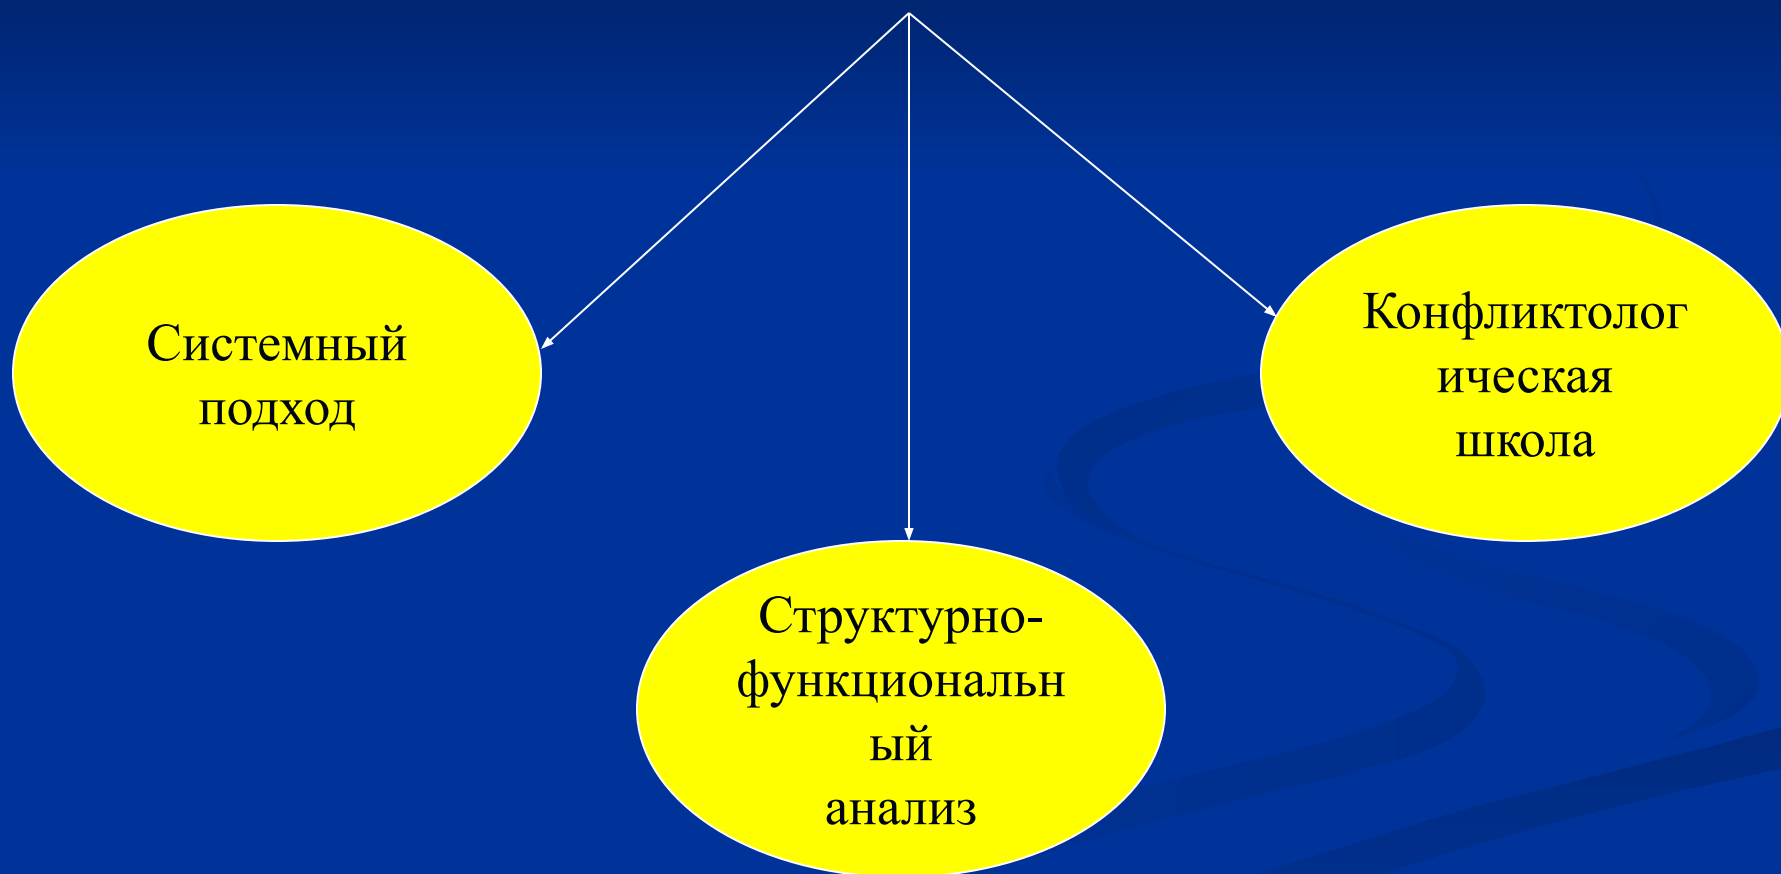 Системный
подход
Структурно-
функциональн
ый
анализ
Конфликтолог
ическая
школа